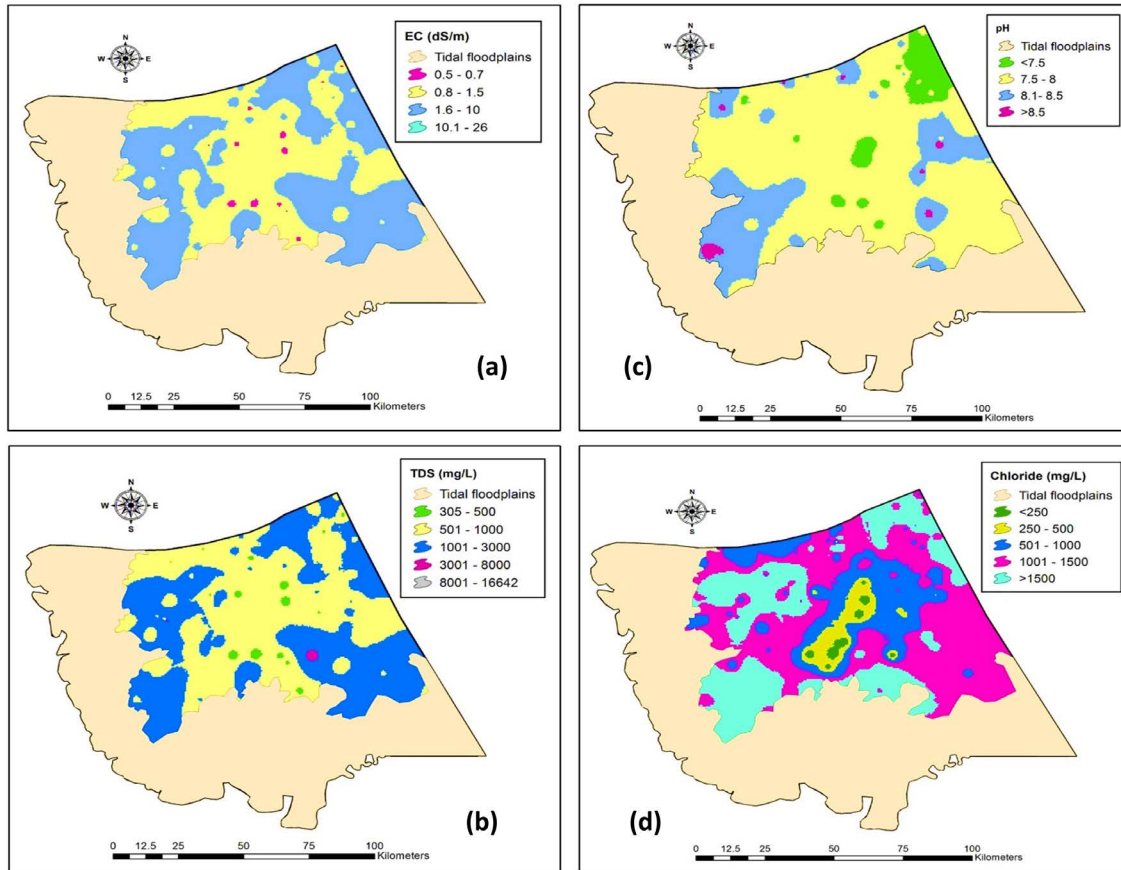 N
W E
S
EC (dS/m)
Tidal floodplains
0.5 - 0.7
0.8 - 1.5
1.6 - 10
10.1 - 26
(a)
0 12.5 25 50 75 100
Kilometers
N
W E
S
pH
Tidal floodplains
<7.5
7.5 - 8
8.1- 8.5
>8.5
(c)
0 12.5 25 50 75 100
Kilometers
N
W E
S
TDS (mg/L)
Tidal floodplains
305 - 500
501 - 1000
1001 - 3000
3001 - 8000
8001 - 16642
(b)
0 12.5 25 50 75 100
Kilometers
N
W E
S
Chloride (mg/L)
Tidal floodplains
<250
250 - 500
501 - 1000
1001 - 1500
>1500
(d)
0 12.5 25 50 75 100
Kilometers